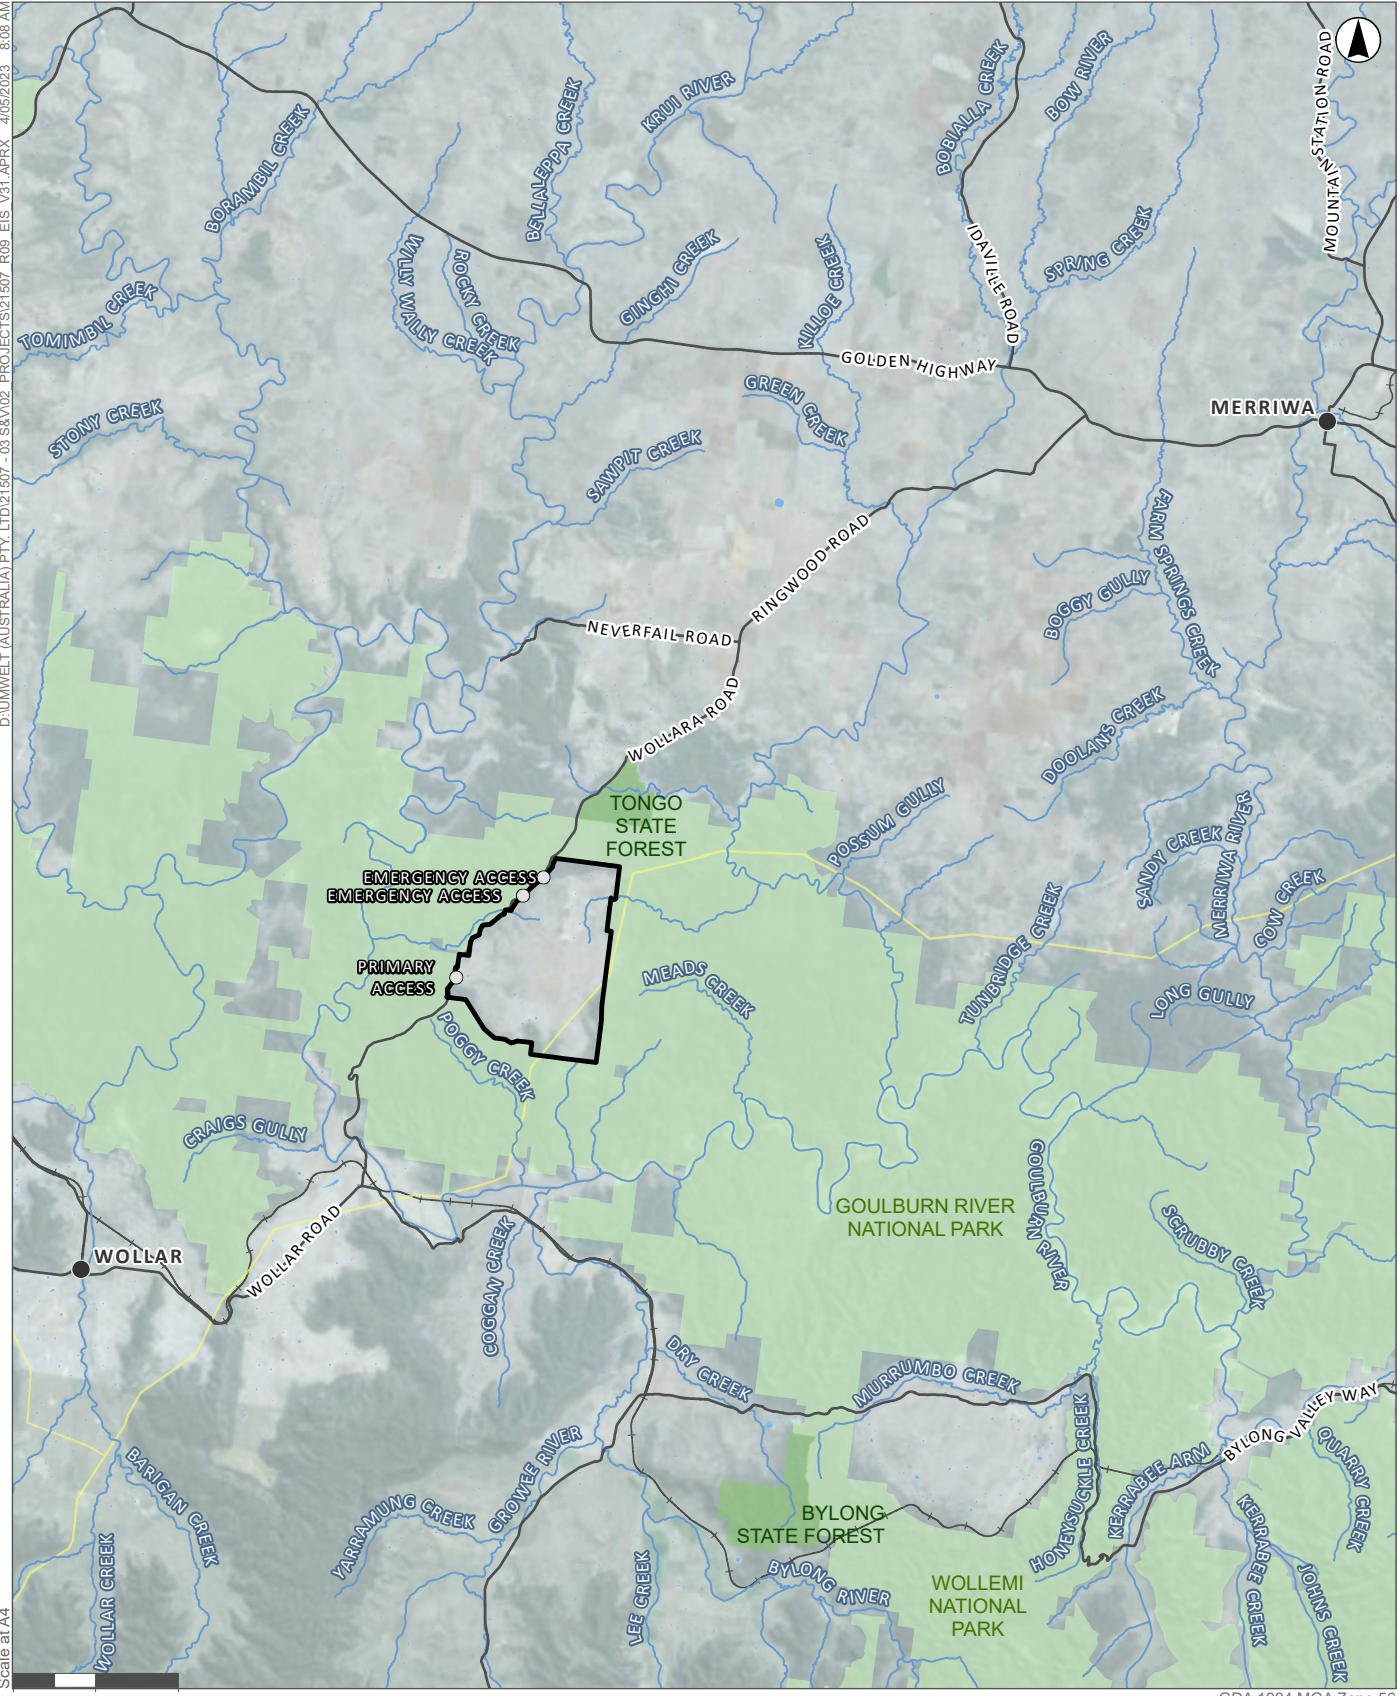 D:\UMWELT (AUSTRALIA) PTY. LTD\21507 - 03 S&V\02_PROJECTS\21507_R09_EIS_V31.APRX    4/05/2023    8:08 AM
MOUNTAIN STATION ROAD
BOBIALLA CREEK
BOW RIVER
KRUI RIVER
BELLALEPPA CREEK
BORAMBIL CREEK
WILLY WALLY CREEK
ROCKY CREEK
GINGHI CREEK
KILLOE CREEK
IDAVILLE ROAD
SPRING CREEK
TOMIMBIL CREEK
GOLDEN HIGHWAY
GREEN CREEK
MERRIWA
STONY CREEK
SAWPIT CREEK
FARM SPRINGS CREEK
RINGWOOD ROAD
BOGGY GULLY
NEVERFAIL ROAD
WOLLARA ROAD
DOOLANS CREEK
TONGO
STATE
FOREST
POSSUM GULLY
SANDY CREEK
MERRIWA RIVER
COW CREEK
EMERGENCY ACCESS
EMERGENCY ACCESS
PRIMARY
ACCESS
MEADS CREEK
TUNBRIDGE CREEK
LONG GULLY
POGGY CREEK
CRAIGS GULLY
GOULBURN RIVER
GOULBURN RIVER
NATIONAL PARK
SCRUBBY CREEK
WOLLAR
WOLLAR ROAD
COGGAN CREEK
DRY CREEK
MURRUMBO CREEK
BYLONG VALLEY WAY
HONEYSUCKLE CREEK
KERRABEE ARM
QUARRY CREEK
BARIGAN CREEK
YARRAMUNG CREEK
GROWEE RIVER
BYLONG
STATE FOREST
KERRABEE CREEK
JOHNS CREEK
WOLLAR CREEK
LEE CREEK
BYLONG RIVER
WOLLEMI
NATIONAL
PARK
Scale at A4